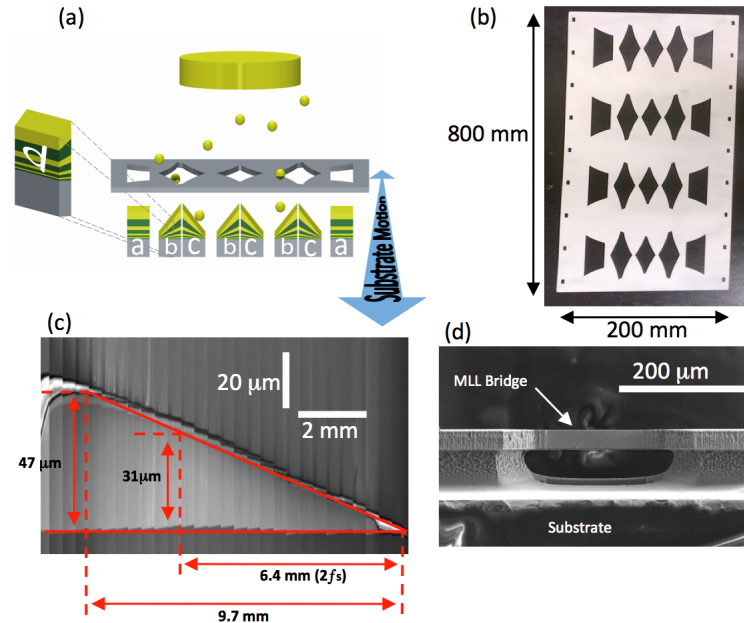 (a)
d
a
b
c
b
c
b
c
a
Substrate Motion
(b)
800 mm
200 mm
(c)
20 μm
2 mm
47 μm
31μm
6.4 mm (2fs)
9.7 mm
(d)
200 μm
MLL Bridge
Substrate